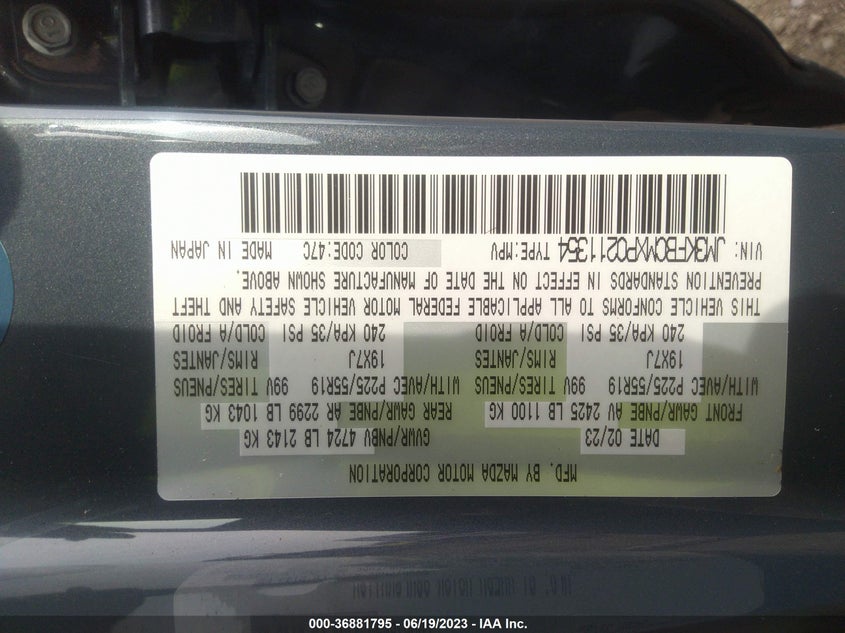 MFD. BY MAZDA MOTOR CORPORATION
DATE 02/23 GVWR/PNBV 4724 LB 2143 KG
FRONT GAWR/PNBE AV 2425 LB 1100 KG REAR GAWR/PNBE AR 2299 LB 1043 KG
WITH/AVEC P225/55R19 99V TIRES/PNEUS WITH/AVEC P225/55R19 99V TIRES/PNEUS
19X7J RIMS/JANTES 19X7J RIMS/JANTES
240 KPA/35 PSI COLD/A FROID 240 KPA/35 PSI COLD/A FROID
THIS VEHICLE CONFORMS TO ALL APPLICABLE FEDERAL MOTOR VEHICLE SAFETY AND THEFT
PREVENTION STANDARDS IN EFFECT ON THE DATE OF MANUFACTURE SHOWN ABOVE.
VIN: JM3KFBCMXP0211354 TYPE:MPV COLOR CODE:47C MADE IN JAPAN
000-36881795 - 06/19/2023 - IAA Inc.